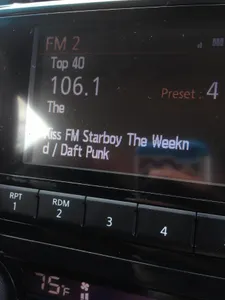 FM 2
Top 40
106.1
Preset : 4
The
Kiss FM Starboy The Weekn
d / Daft Punk
RPT
1
RDM
2
3
4
75°F